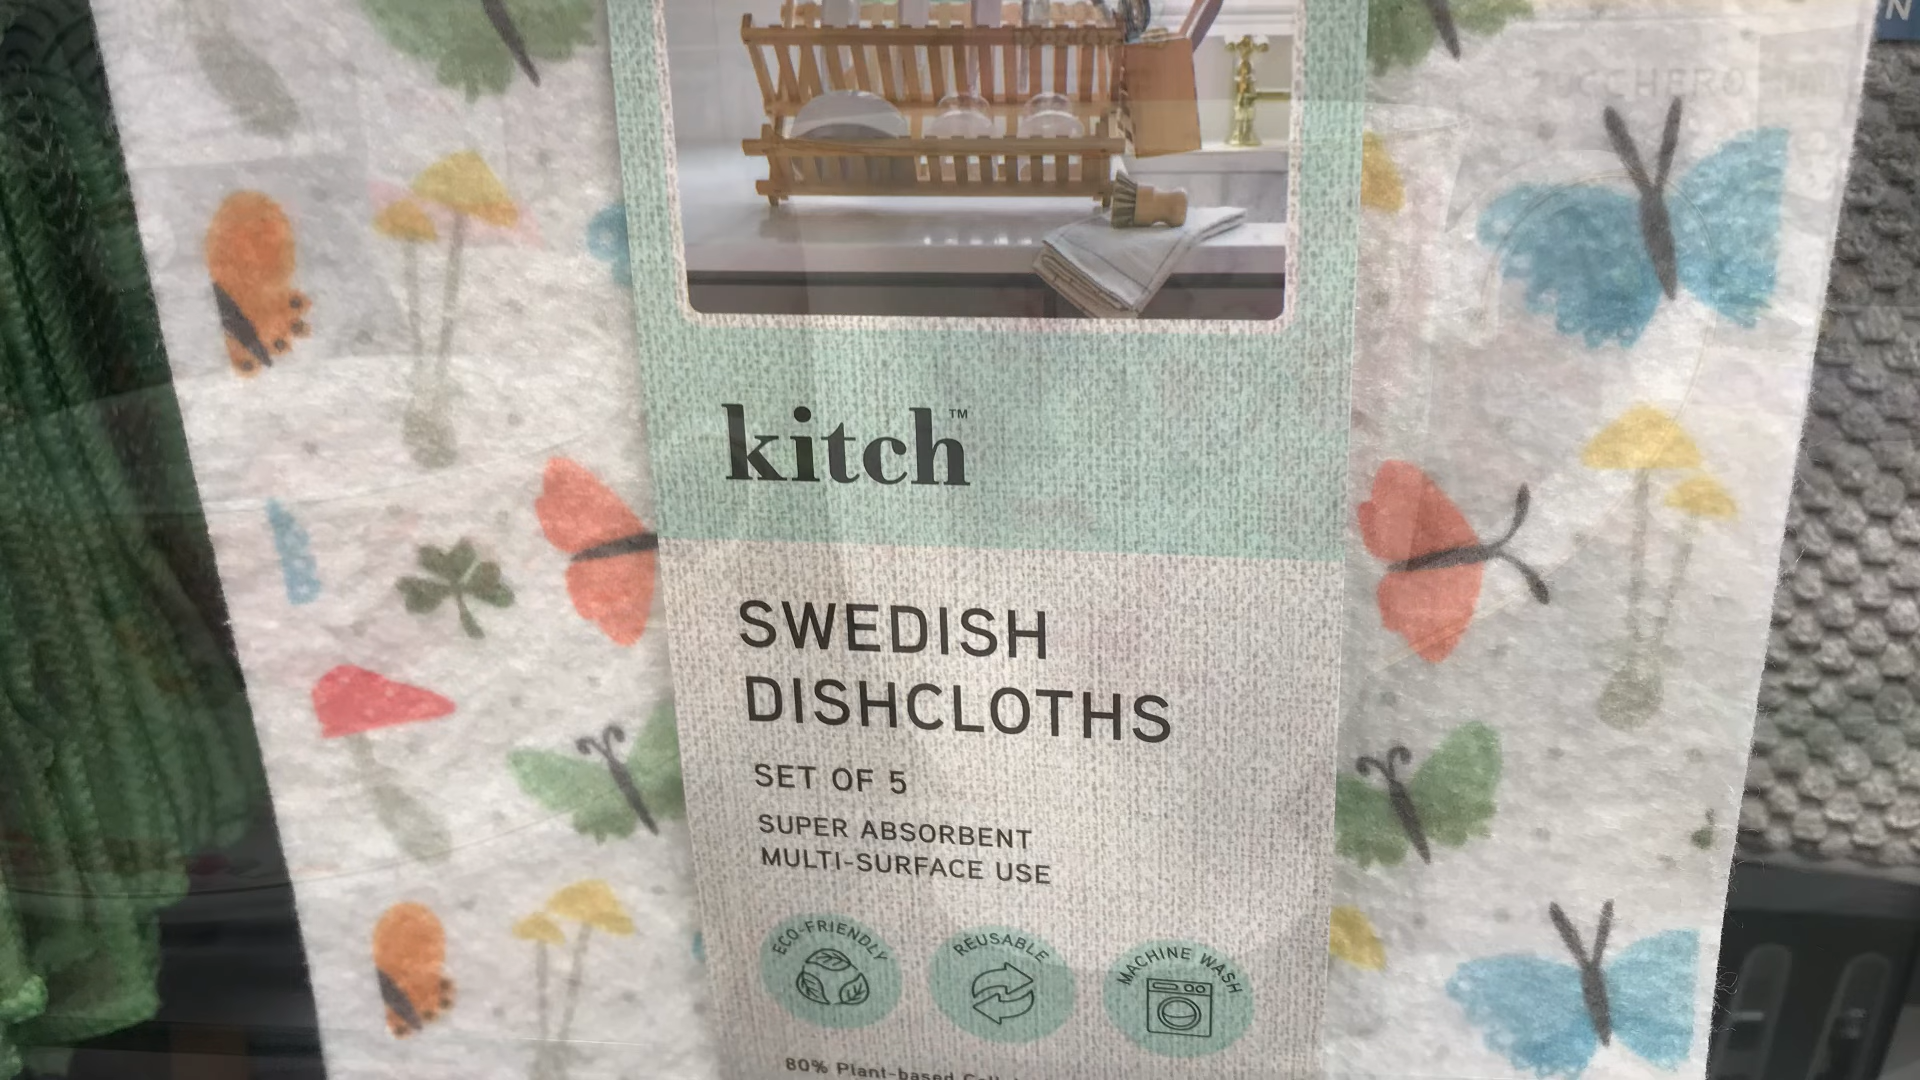 ZUCCHERO
kitch™
SWEDISH
DISHCLOTHS
SET OF 5
SUPER ABSORBENT
MULTI-SURFACE USE
ECO-FRIENDLY
REUSABLE
MACHINE WASH
80% Plant-based